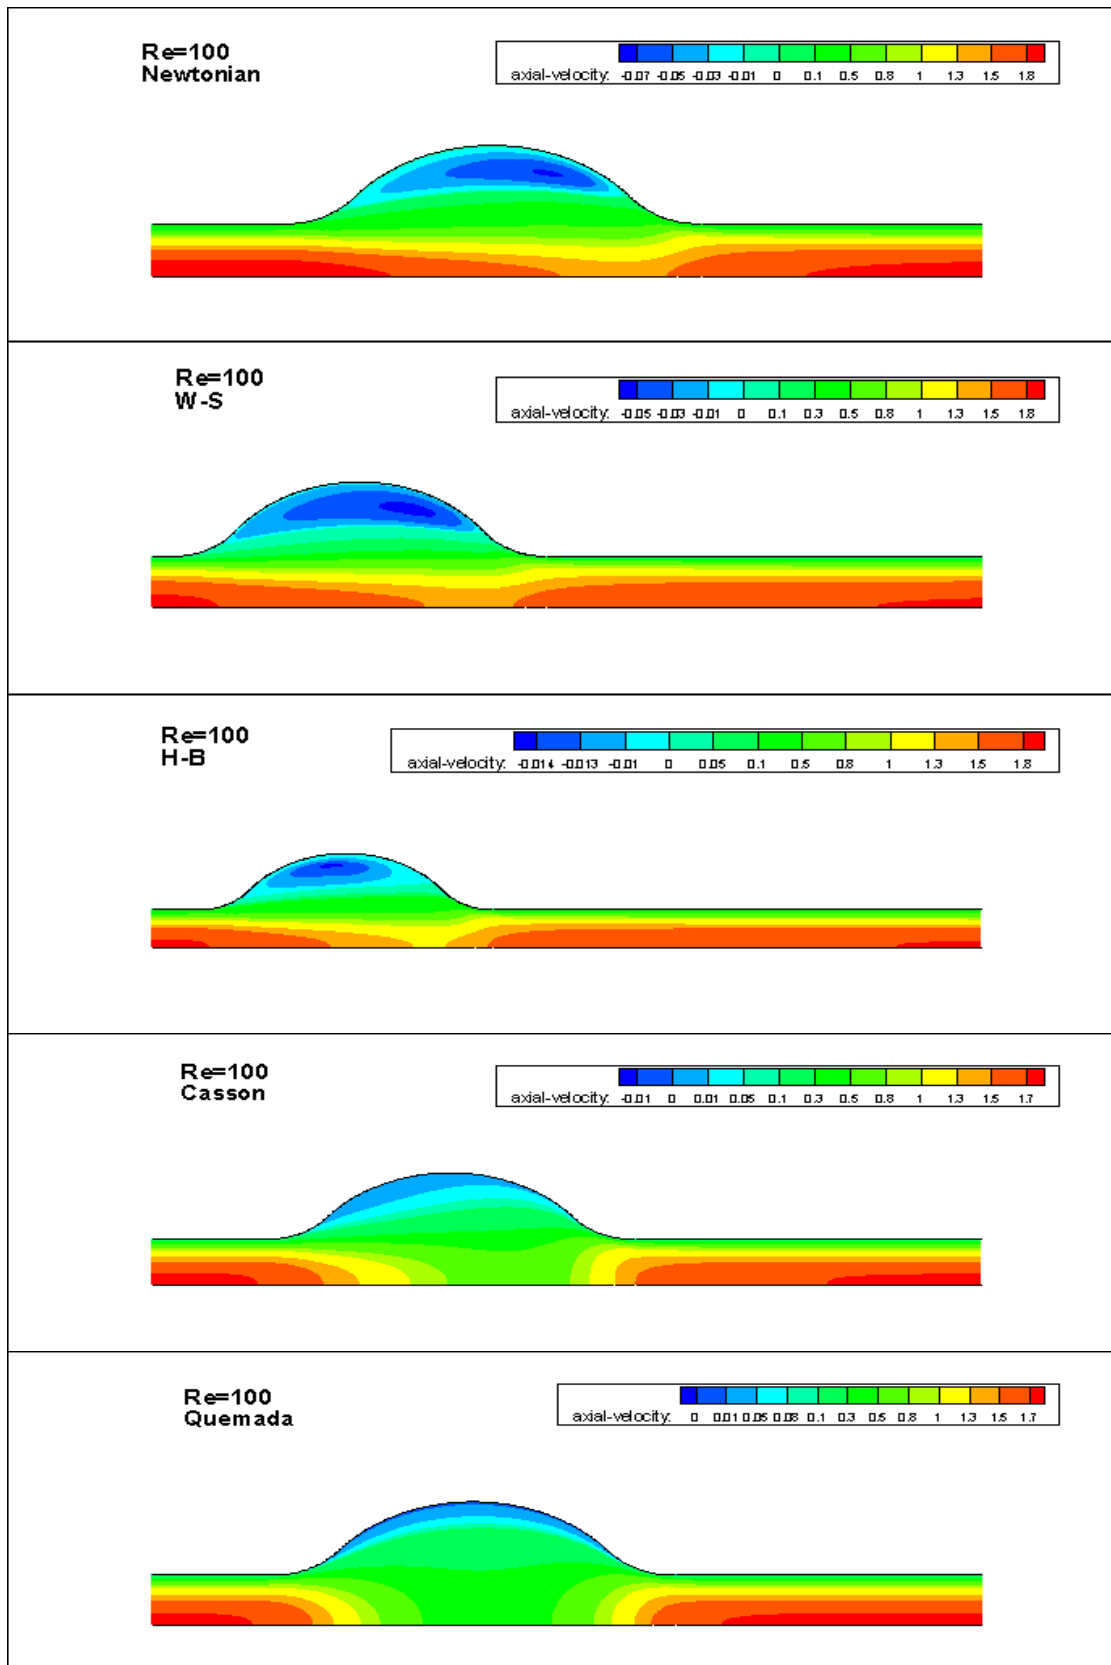 Re=100
Newtonian
axial-velocity: -0.07 -0.05 -0.03 -0.01 0 0.1 0.5 0.8 1 1.3 1.5 1.8
Re=100
W-S
axial-velocity: -0.05 -0.03 -0.01 0 0.1 0.3 0.5 0.8 1 1.3 1.5 1.8
Re=100
H-B
axial-velocity: -0.014 -0.013 -0.01 0 0.05 0.1 0.5 0.8 1 1.3 1.5 1.8
Re=100
Casson
axial-velocity: -0.01 0 0.01 0.05 0.1 0.3 0.5 0.8 1 1.3 1.5 1.7
Re=100
Quemada
axial-velocity: 0 0.01 0.05 0.08 0.1 0.3 0.5 0.8 1 1.3 1.5 1.7